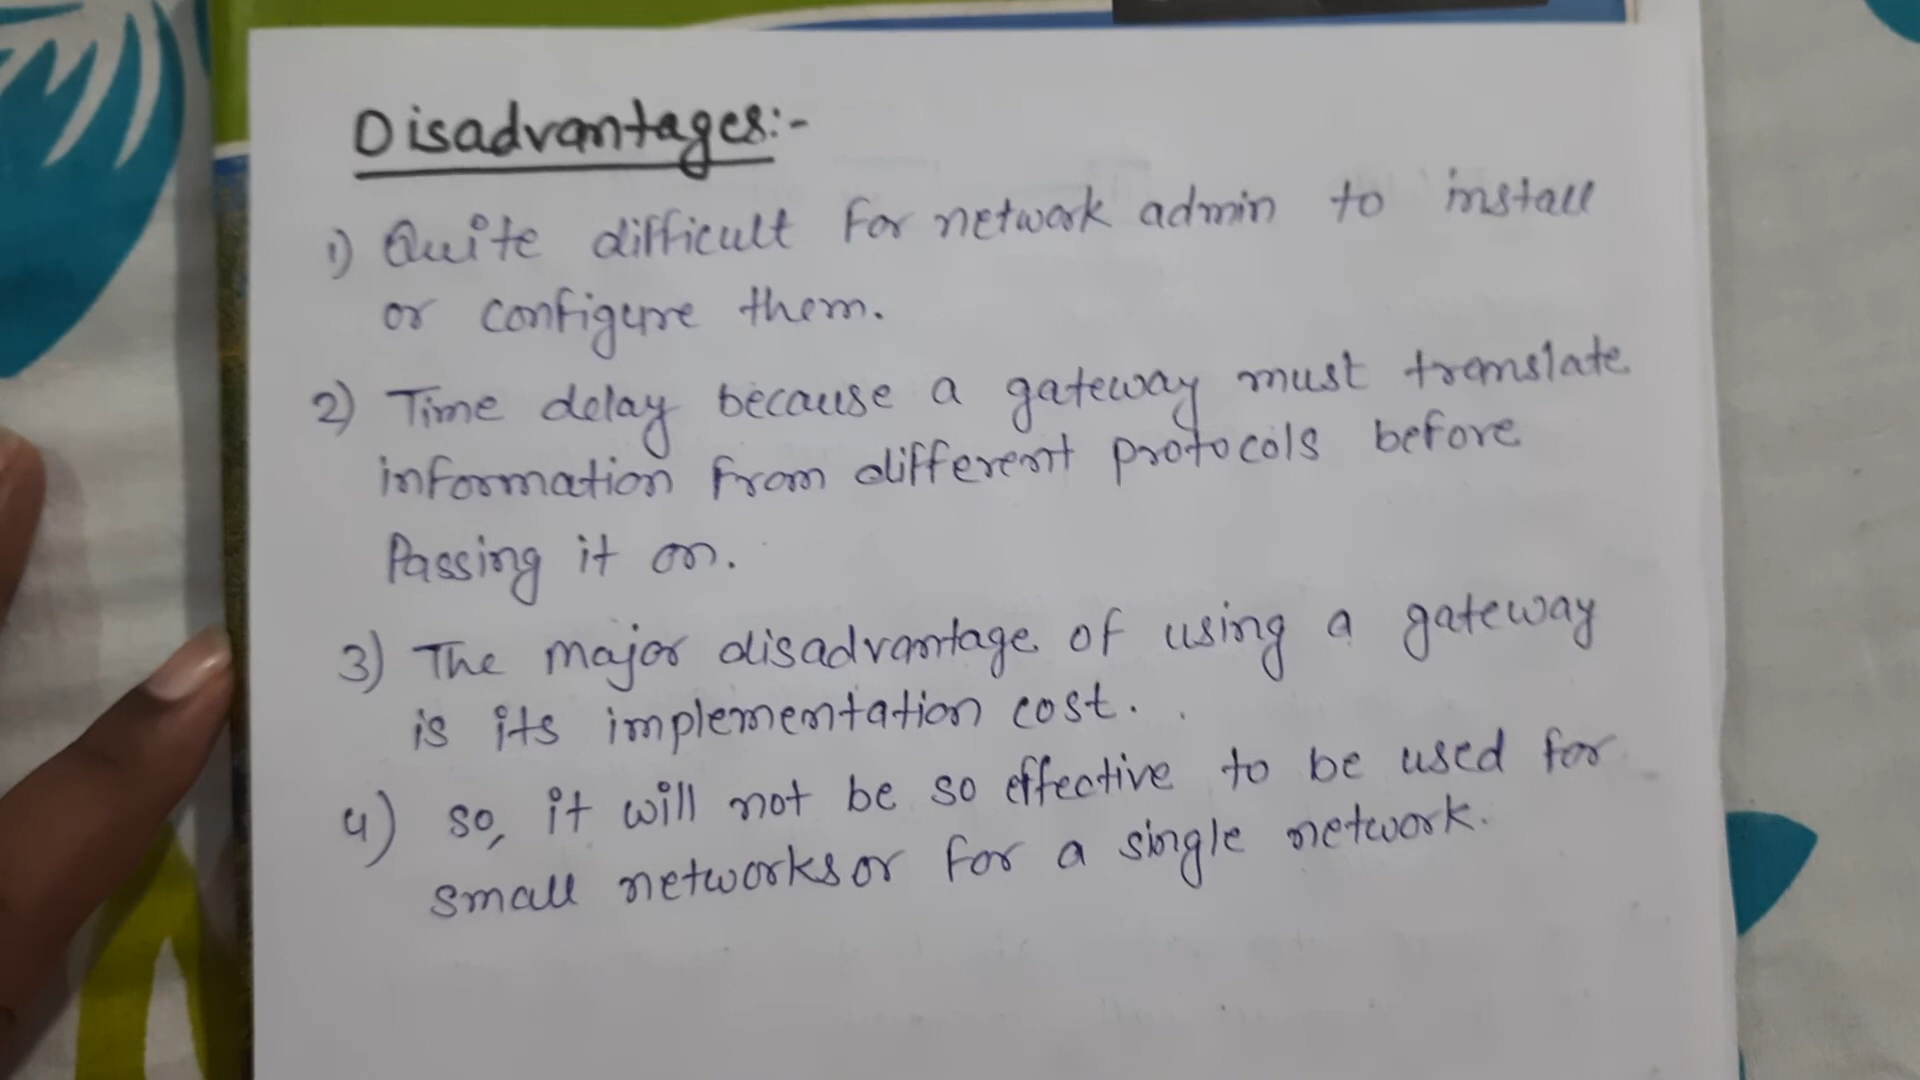 Disadvantages:-
1) Quite difficult for network admin to install
or configure them.
2) Time delay because a gateway must translate
information from different protocols before
Passing it on.
3) The major disadvantage of using a gateway
is its implementation cost.
4) so, it will not be so effective to be used for
small networks or for a single network.